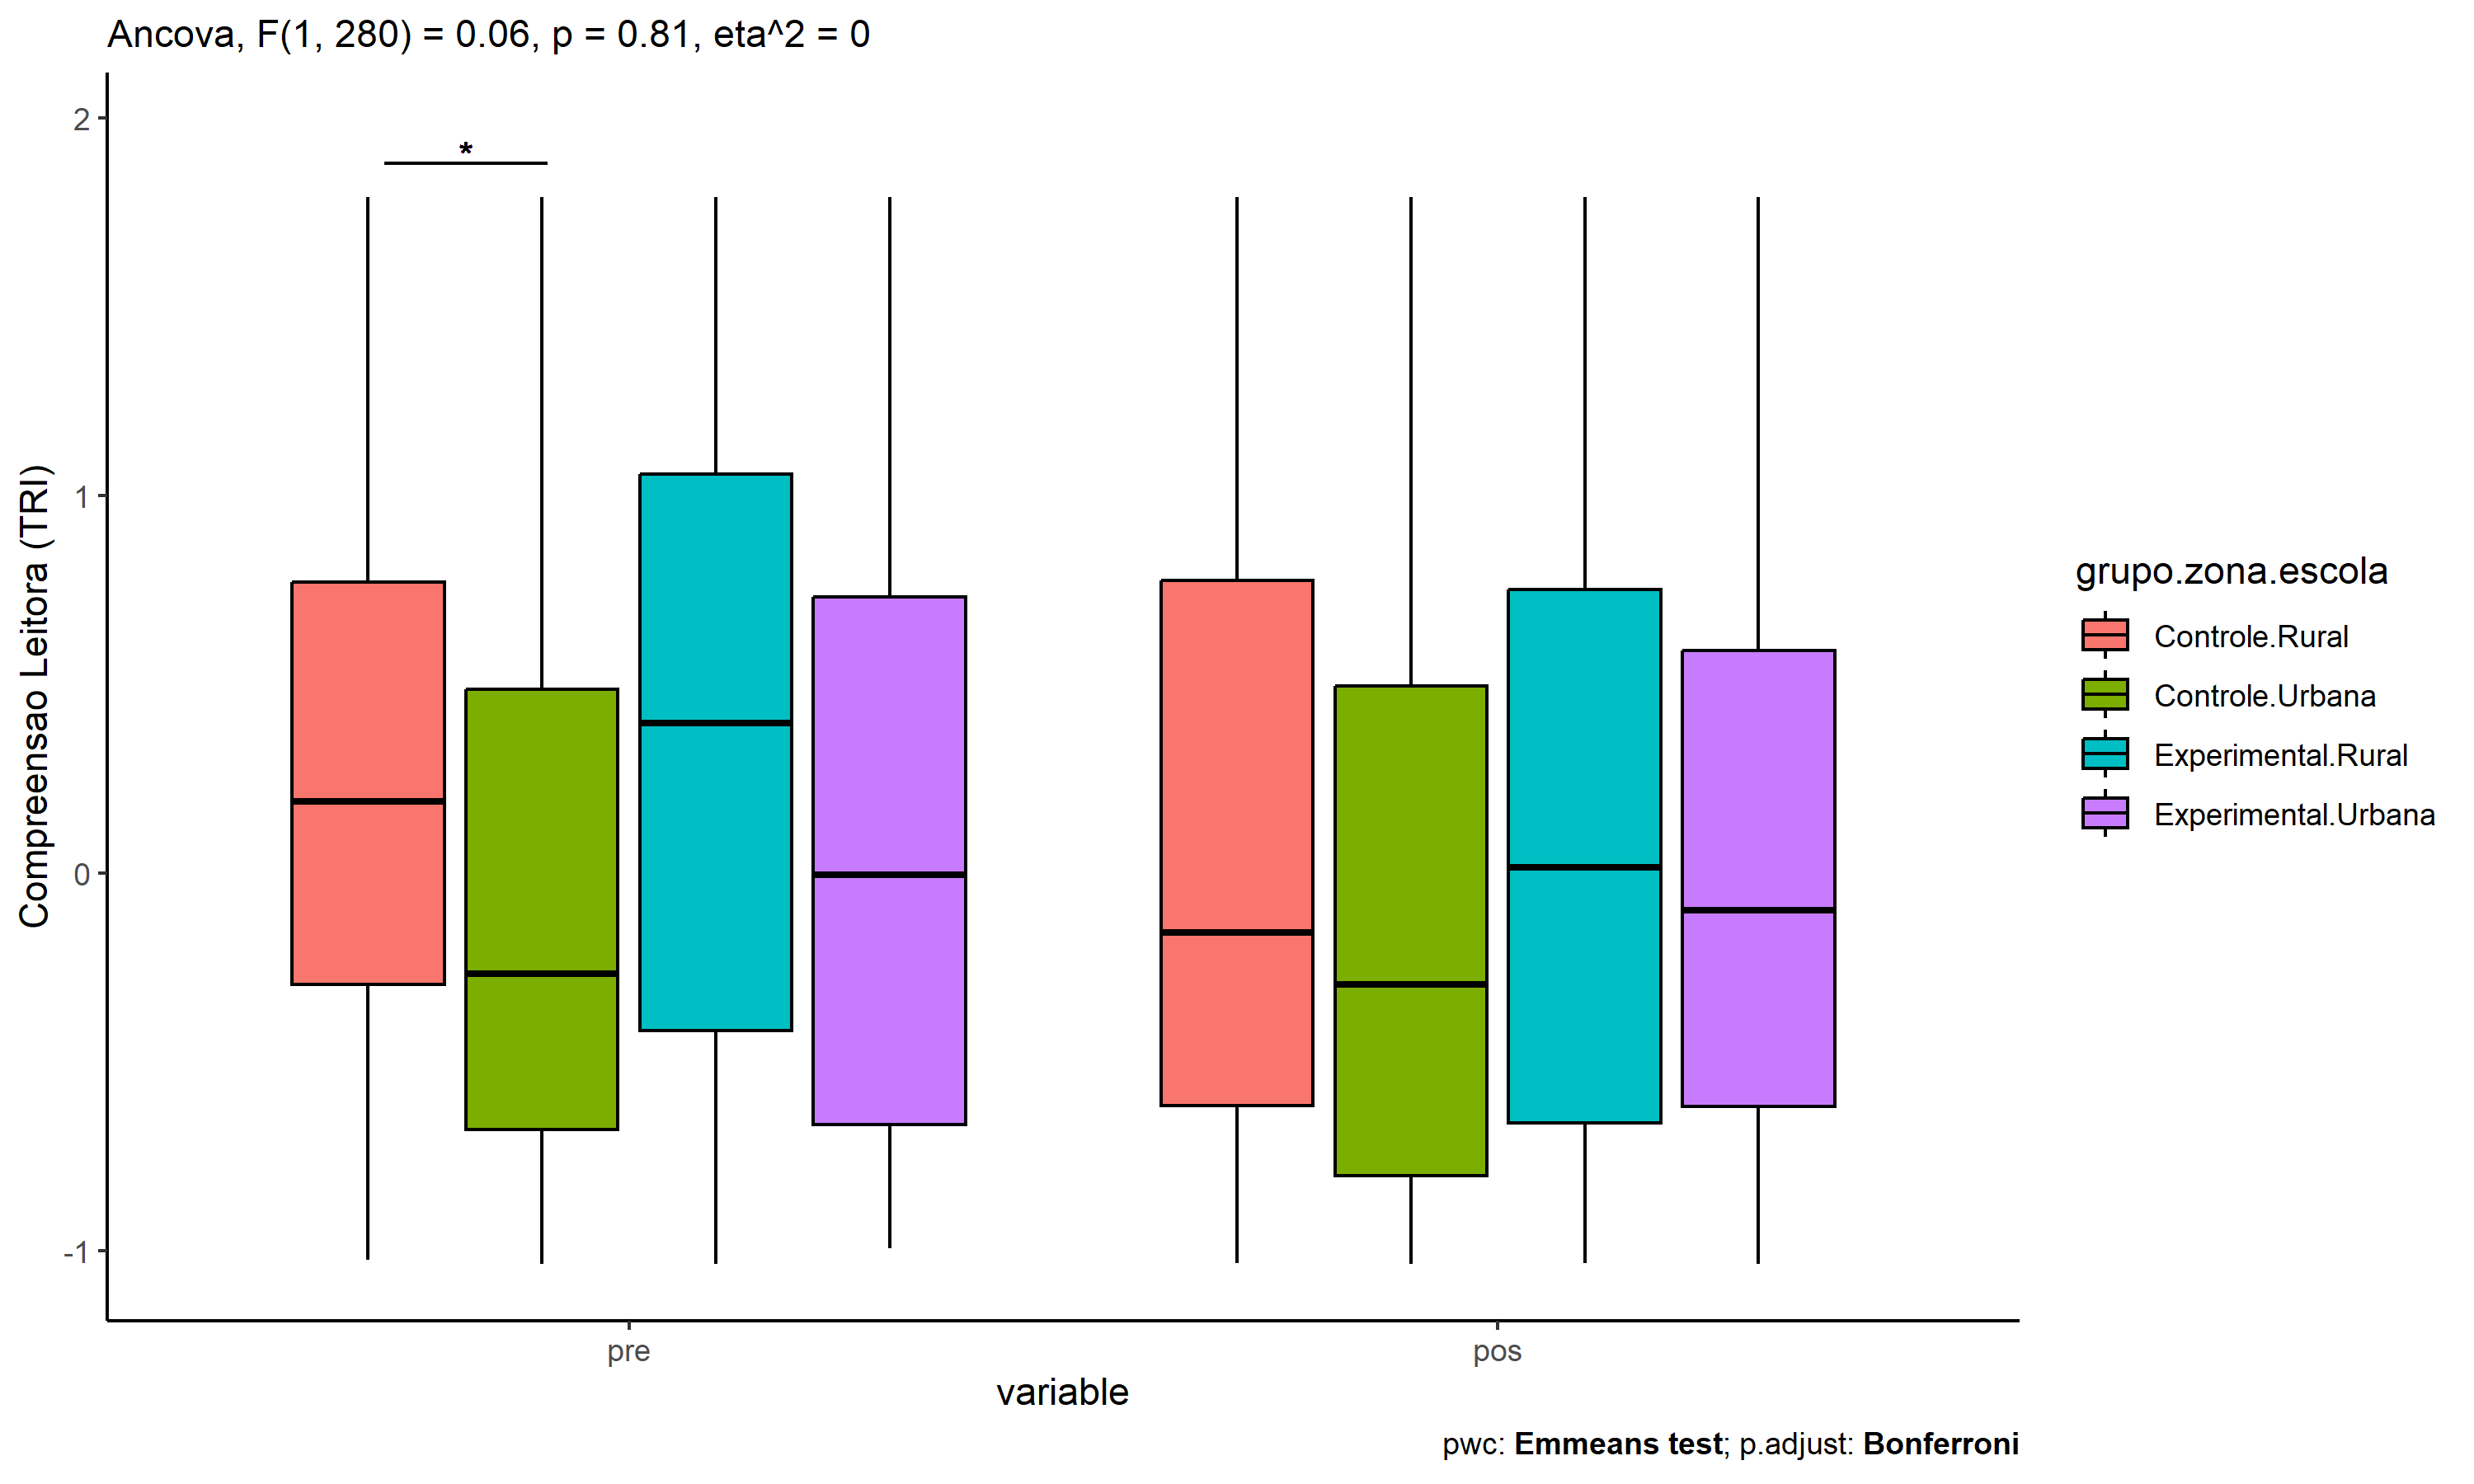 Ancova, F(1, 280) = 0.06, p = 0.81, eta^2 = 0
Compreensao Leitora (TRI)
2
1
0
-1
*
pre
pos
variable
grupo.zona.escola
Controle.Rural
Controle.Urbana
Experimental.Rural
Experimental.Urbana
pwc: Emmeans test; p.adjust: Bonferroni